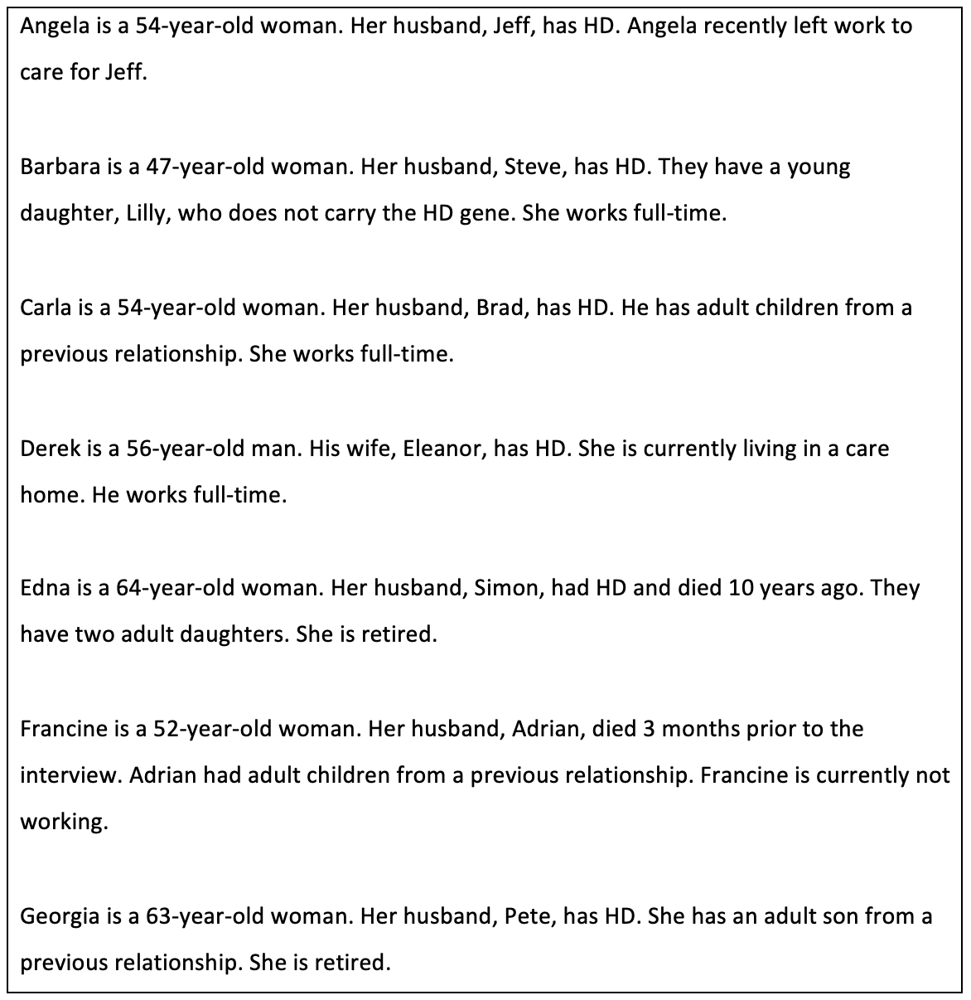 Angela is a 54-year-old woman. Her husband, Jeff, has HD. Angela recently left work to
care for Jeff.
Barbara is a 47-year-old woman. Her husband, Steve, has HD. They have a young
daughter, Lilly, who does not carry the HD gene. She works full-time.
Carla is a 54-year-old woman. Her husband, Brad, has HD. He has adult children from a
previous relationship. She works full-time.
Derek is a 56-year-old man. His wife, Eleanor, has HD. She is currently living in a care
home. He works full-time.
Edna is a 64-year-old woman. Her husband, Simon, had HD and died 10 years ago. They
have two adult daughters. She is retired.
Francine is a 52-year-old woman. Her husband, Adrian, died 3 months prior to the
interview. Adrian had adult children from a previous relationship. Francine is currently not
working.
Georgia is a 63-year-old woman. Her husband, Pete, has HD. She has an adult son from a
previous relationship. She is retired.